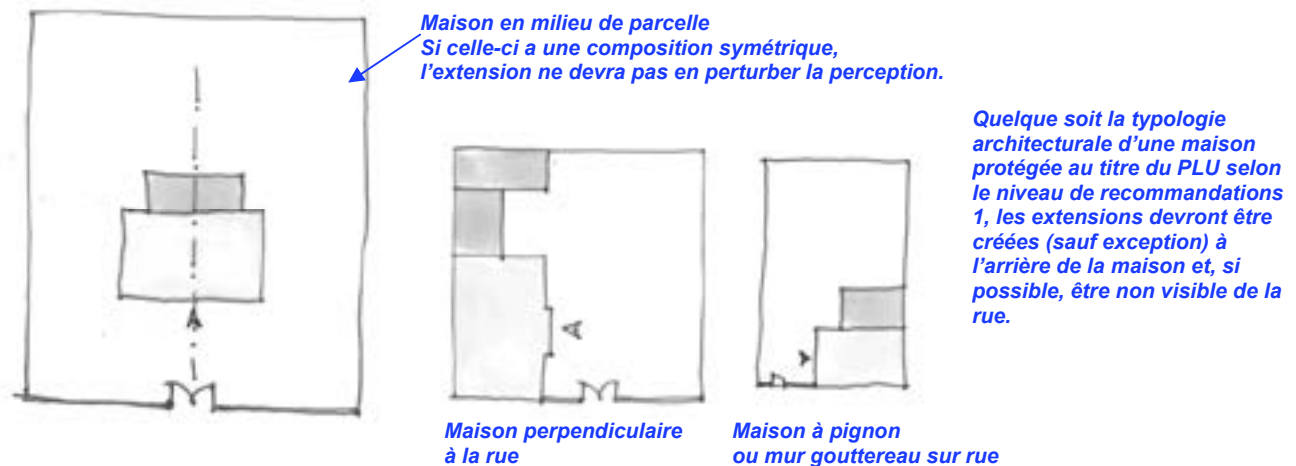 Maison en milieu de parcelle
Si celle-ci a une composition symétrique,
l'extension ne devra pas en perturber la perception.
Quelque soit la typologie
architecturale d'une maison
protégée au titre du PLU selon
le niveau de recommandations
1, les extensions devront être
créées (sauf exception) à
l'arrière de la maison et, si
possible, être non visible de la
rue.
Maison perpendiculaire
à la rue
Maison à pignon
ou mur gouttereau sur rue